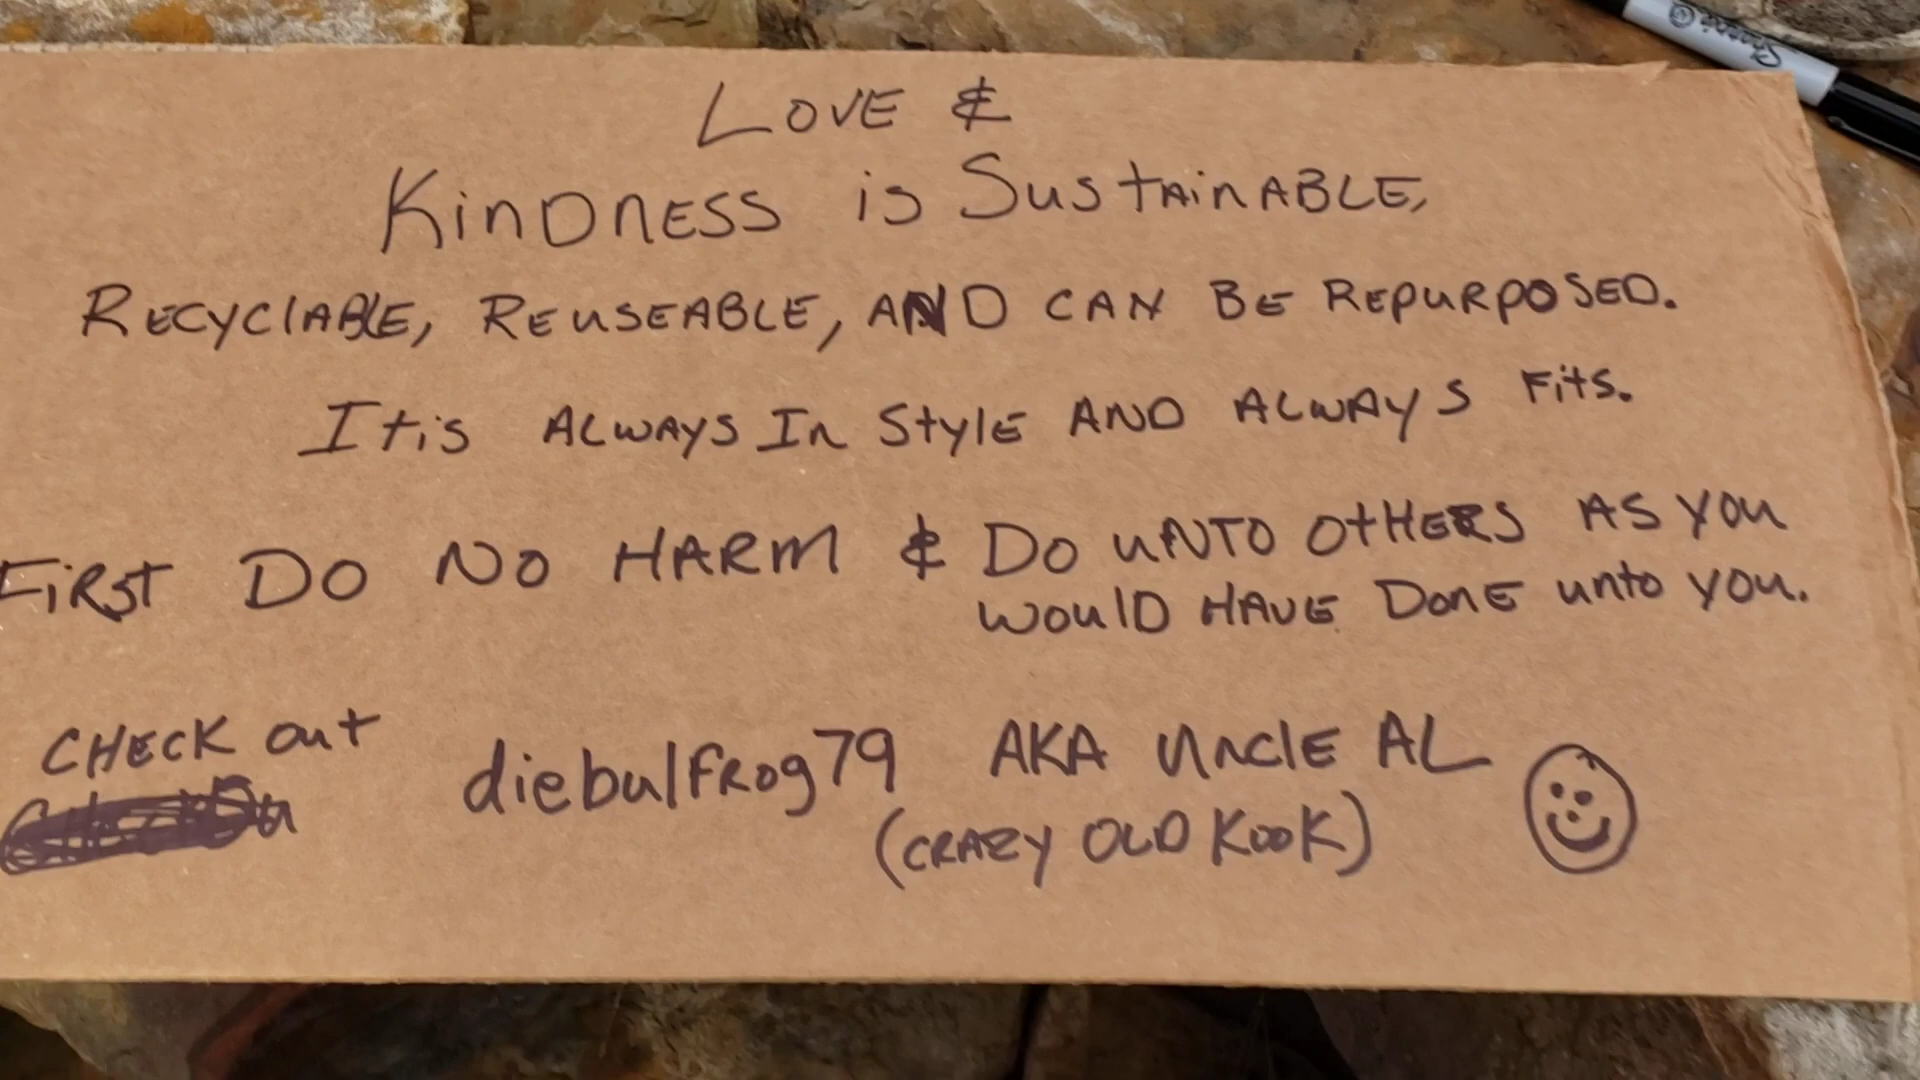 LOVE &
KinDnESS is SustAinABLE,
RECYClABlE, REuSEABLE, AND CAN BE REpuRpOSED.
It is ALWAYS In StylE AND ALWAYS Fits.
FiRSt DO NO HARM & DO uNTO OtHERS AS YOu
WOulD HAVE DonE unto you.
CHECK out
diebulfRog79 AKA UncLE AL
(CRAZY OLD KooK)
Sharpie